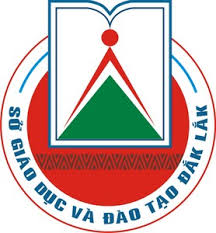 SỞ GIÁO DỤC VÀ ĐÀO TẠO ĐẮK LẮK